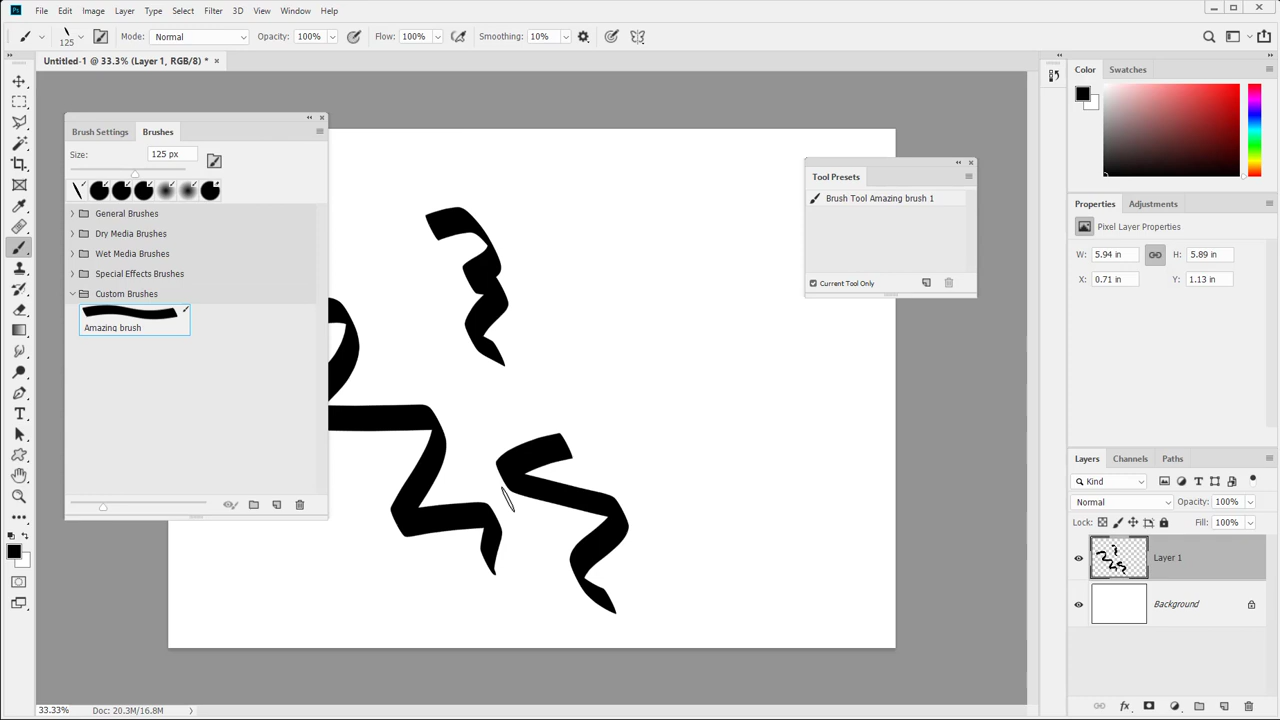 Ps File Edit Image Layer Type Select Filter 3D View Window Help
125 Mode: Normal Opacity: 100% Flow: 100% Smoothing: 10%
Untitled-1 @ 33.3% (Layer 1, RGB/8) *
Brush Settings Brushes
Size: 125 px
General Brushes
Dry Media Brushes
Wet Media Brushes
Special Effects Brushes
Custom Brushes
Amazing brush
Tool Presets
Brush Tool Amazing brush 1
Current Tool Only
Color Swatches
Properties Adjustments
Pixel Layer Properties
W: 5.94 in H: 5.89 in
X: 0.71 in Y: 1.13 in
Layers Channels Paths
Kind
Normal Opacity: 100%
Lock: Fill: 100%
Layer 1
Background
33.33% Doc: 20.3M/16.8M